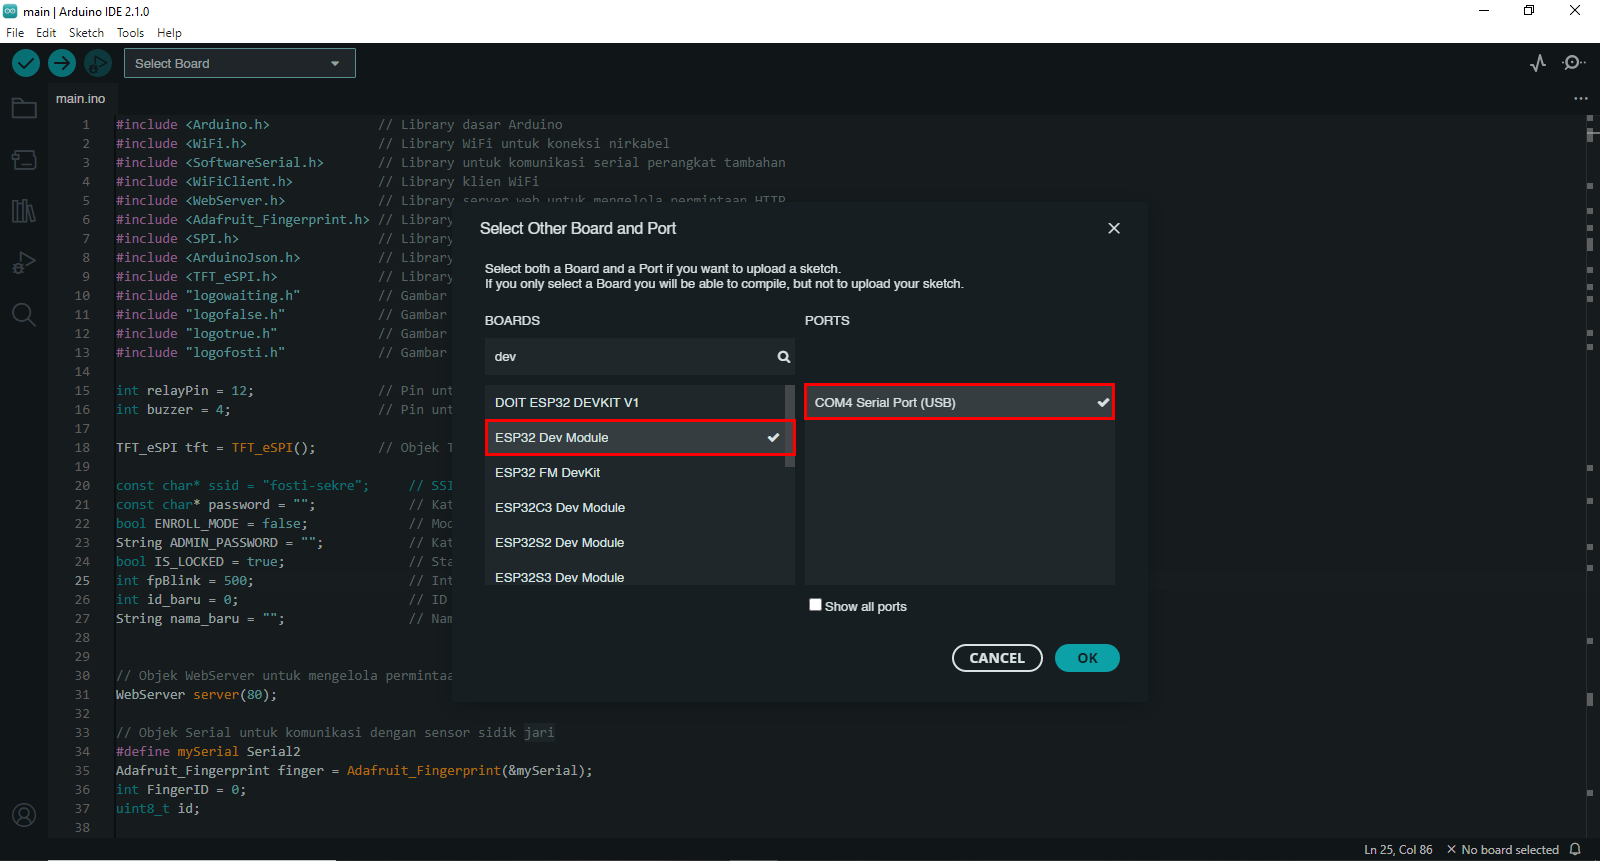 main | Arduino IDE 2.1.0
File Edit Sketch Tools Help
Select Board
main.ino
1 #include <Arduino.h> // Library dasar Arduino
2 #include <WiFi.h> // Library WiFi untuk koneksi nirkabel
3 #include <SoftwareSerial.h> // Library untuk komunikasi serial perangkat tambahan
4 #include <WiFiClient.h> // Library klien WiFi
5 #include <WebServer.h> // Library server web untuk mengelola permintaan HTTP
6 #include <Adafruit_Fingerprint.h> // Library
7 #include <SPI.h> // Library
8 #include <ArduinoJson.h> // Library
9 #include <TFT_eSPI.h> // Library
10 #include "logowaiting.h" // Gambar
11 #include "logofalse.h" // Gambar
12 #include "logotrue.h" // Gambar
13 #include "logofosti.h" // Gambar
14
15 int relayPin = 12; // Pin unt
16 int buzzer = 4; // Pin unt
17
18 TFT_eSPI tft = TFT_eSPI(); // Objek T
19
20 const char* ssid = "fosti-sekre"; // SSI
21 const char* password = ""; // Kat
22 bool ENROLL_MODE = false; // Mod
23 String ADMIN_PASSWORD = ""; // Kat
24 bool IS_LOCKED = true; // Sta
25 int fpBlink = 500; // Int
26 int id_baru = 0; // ID
27 String nama_baru = ""; // Nam
28
29
30 // Objek WebServer untuk mengelola permintaa
31 WebServer server(80);
32
33 // Objek Serial untuk komunikasi dengan sensor sidik jari
34 #define mySerial Serial2
35 Adafruit_Fingerprint finger = Adafruit_Fingerprint(&mySerial);
36 int FingerID = 0;
37 uint8_t id;
38
Select Other Board and Port
Select both a Board and a Port if you want to upload a sketch.
If you only select a Board you will be able to compile, but not to upload your sketch.
BOARDS
dev
DOIT ESP32 DEVKIT V1
ESP32 Dev Module
ESP32 FM DevKit
ESP32C3 Dev Module
ESP32S2 Dev Module
ESP32S3 Dev Module
PORTS
COM4 Serial Port (USB)
Show all ports
CANCEL OK
Ln 25, Col 86 No board selected